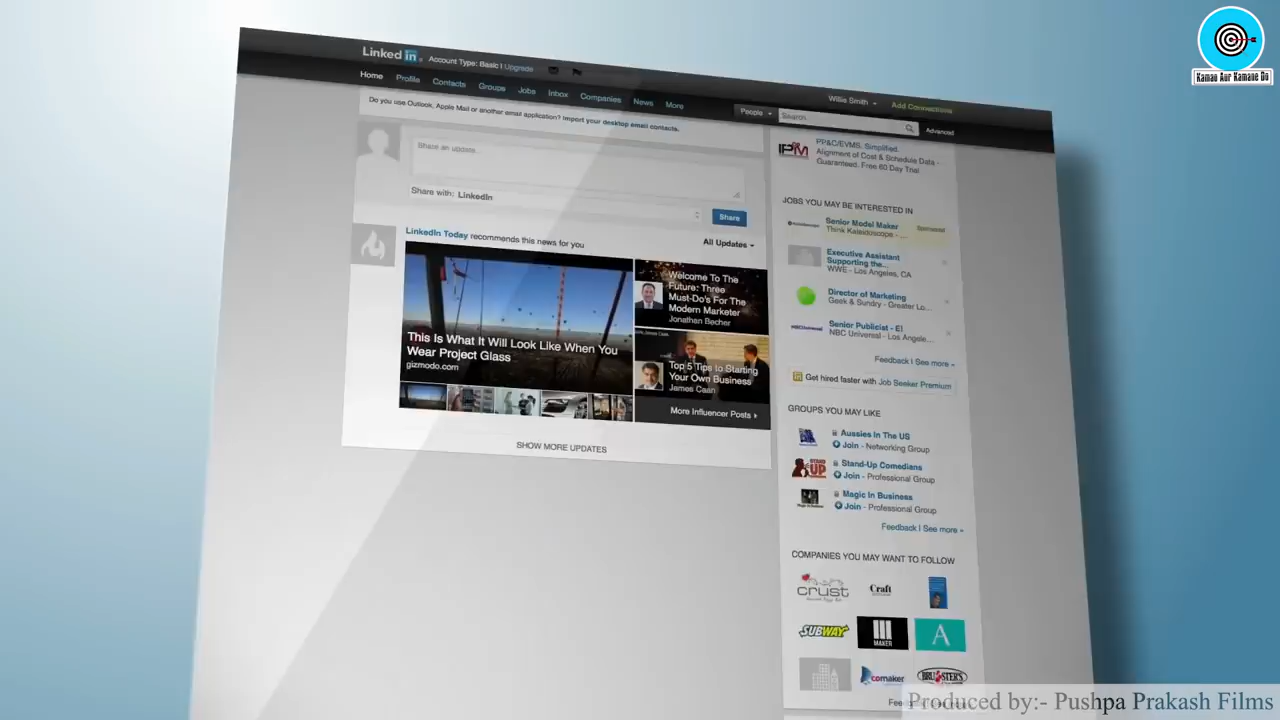 Kamao Aur Kamane Do
Linked in
Account Type: Basic | Upgrade
Willie Smith
Add Connections
Home Profile Contacts Groups Jobs Inbox Companies News More
People
Search
Advanced
Do you use Outlook, Apple Mail or another email application? Import your desktop email contacts.
Share an update...
Share with: LinkedIn
Share
LinkedIn Today recommends this news for you
All Updates
This Is What It Will Look Like When You
Wear Project Glass
gizmodo.com
Welcome To The
Future: Three
Must-Do's For The
Modern Marketer
Jonathan Becher
Top 5 Tips to Starting
Your Own Business
James Caan
More Influencer Posts
SHOW MORE UPDATES
IPM
PP&C/EVMS. Simplified.
Alignment of Cost & Schedule Data -
Guaranteed. Free 60 Day Trial
JOBS YOU MAY BE INTERESTED IN
Senior Model Maker
Think Kaleidoscope - ...
Sponsored
Executive Assistant
Supporting the...
WWE - Los Angeles, CA
Director of Marketing
Geek & Sundry - Greater Lo...
NBCUniversal
Senior Publicist - E!
NBC Universal - Los Angele...
Feedback | See more »
in Get hired faster with Job Seeker Premium
GROUPS YOU MAY LIKE
Aussies In The US
Join - Networking Group
STAND UP
Stand-Up Comedians
Join - Professional Group
Magic In Business
Join - Professional Group
Feedback | See more »
COMPANIES YOU MAY WANT TO FOLLOW
crust
Craft
SUBWAY
MAKER
A
comaker
BRUSTER'S
Produced by:- Pushpa Prakash Films